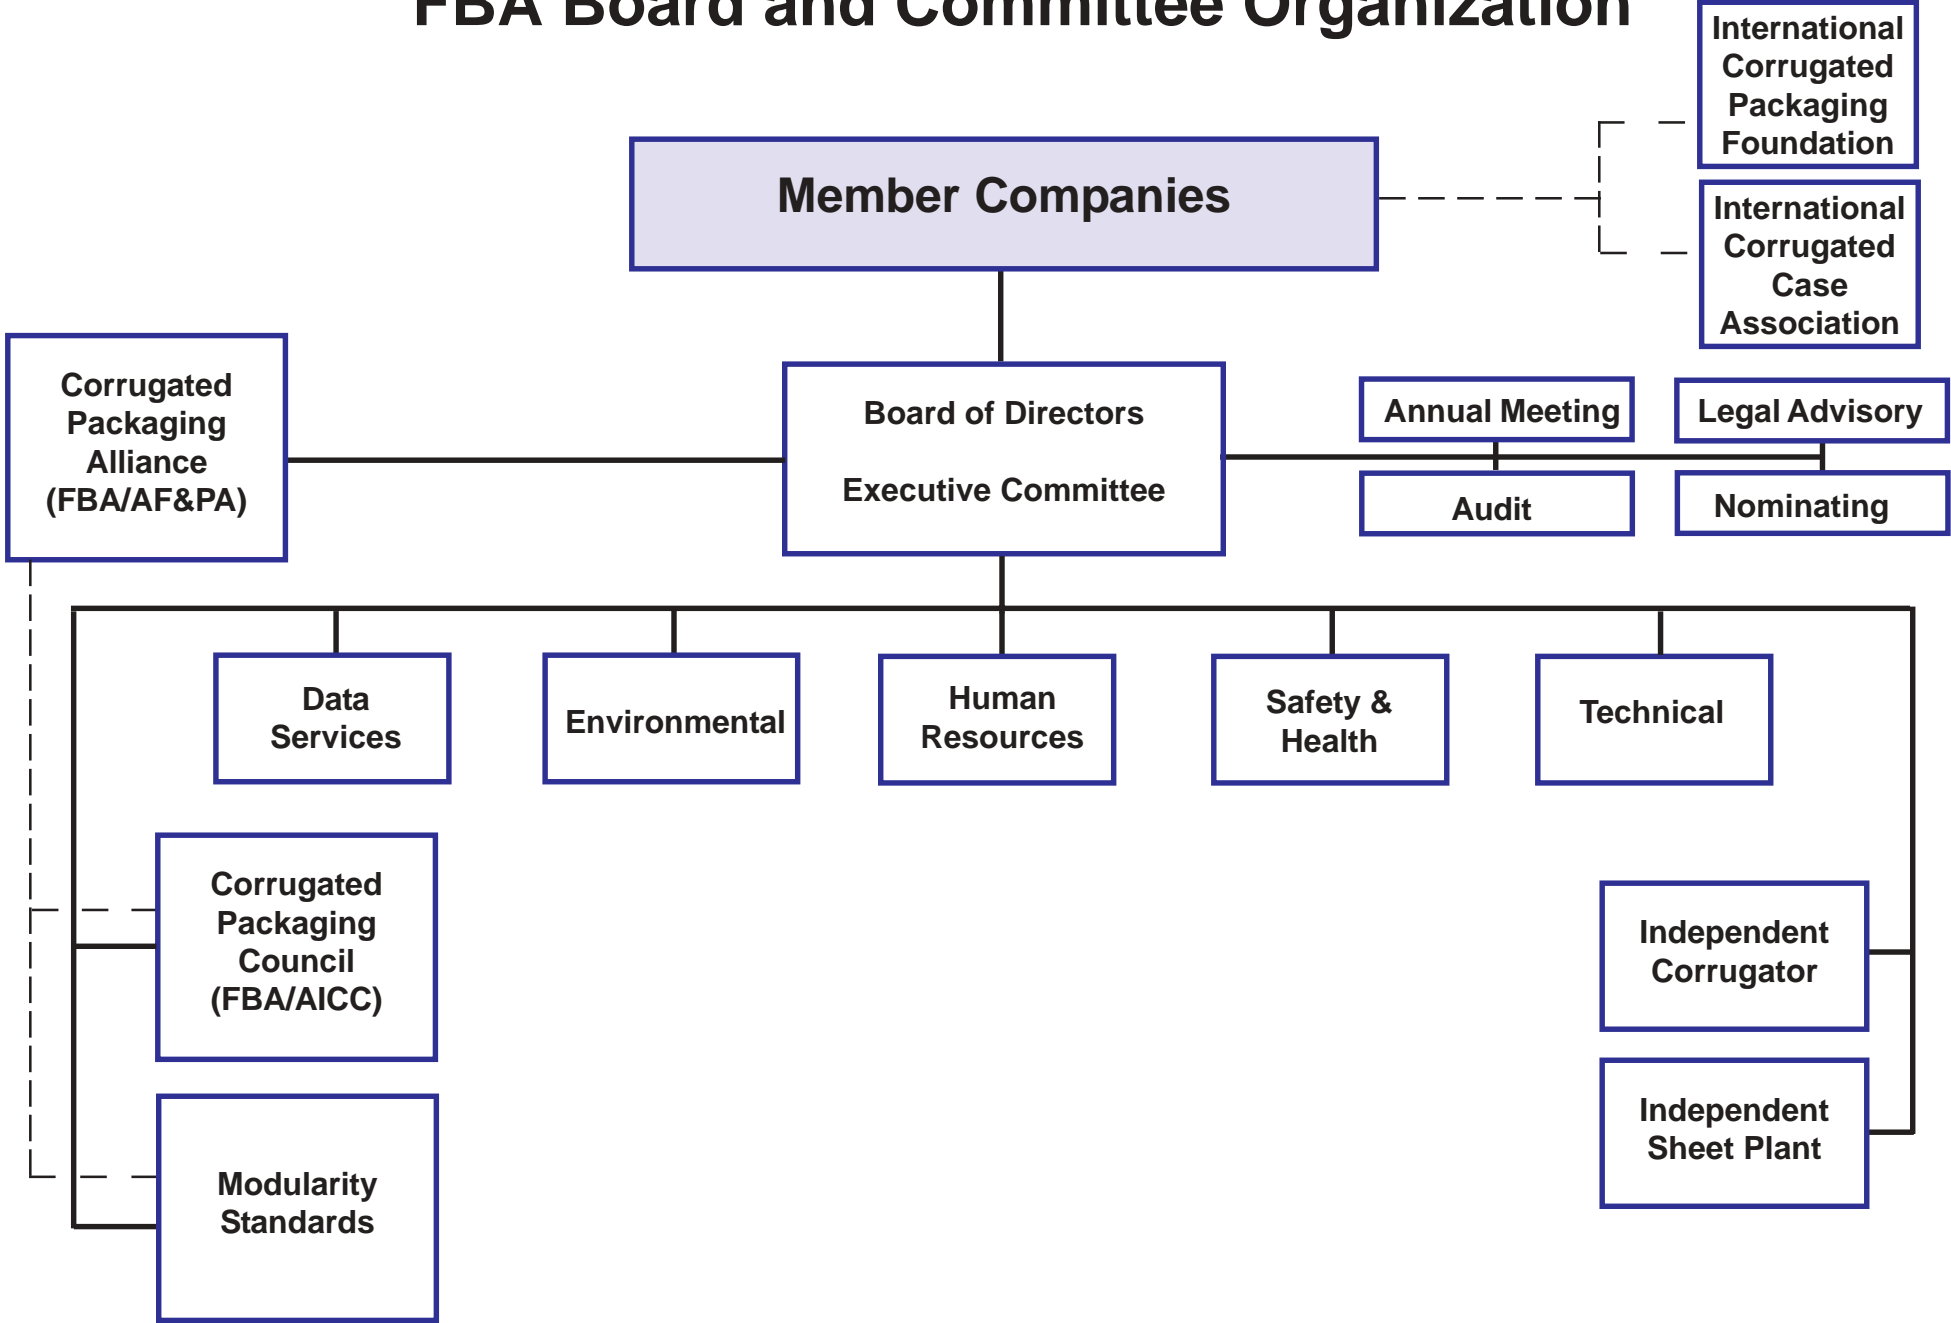 FBA Board and Committee Organization
International
Corrugated
Packaging
Foundation
Member Companies
International
Corrugated
Case
Association
Corrugated
Packaging
Alliance
(FBA/AF&PA)
Board of Directors
Executive Committee
Annual Meeting
Legal Advisory
Audit
Nominating
Data
Services
Environmental
Human
Resources
Safety &
Health
Technical
Corrugated
Packaging
Council
(FBA/AICC)
Independent
Corrugator
Modularity
Standards
Independent
Sheet Plant